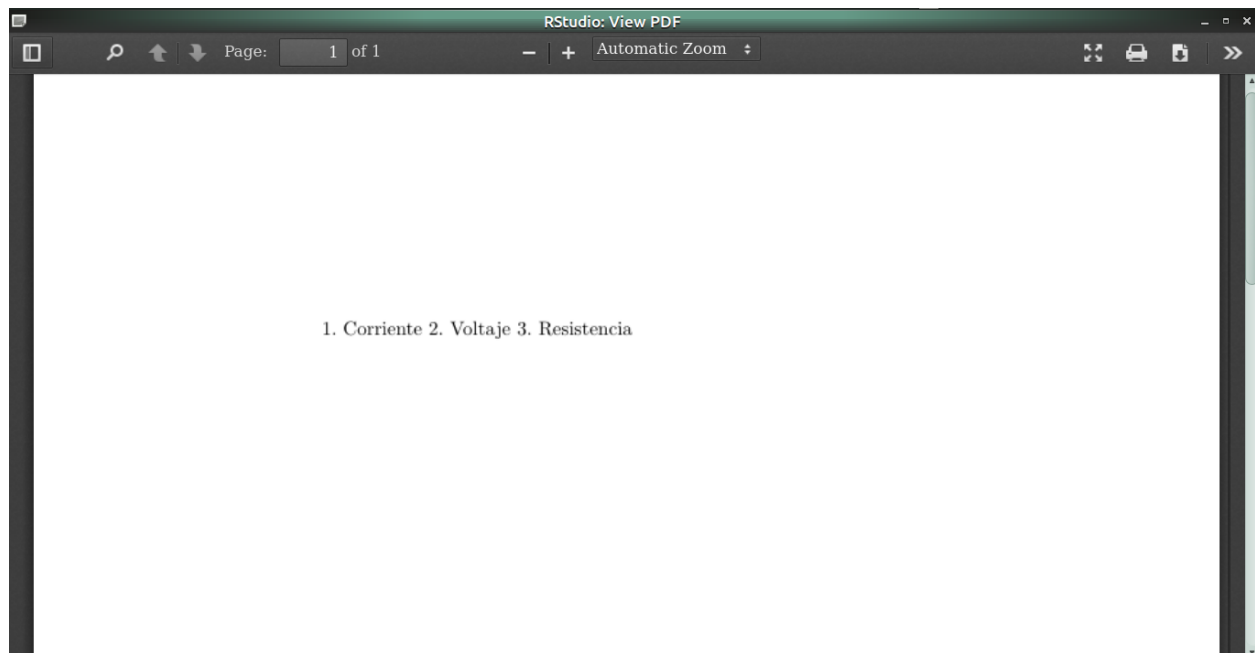 RStudio: View PDF
Page: 1 of 1 Automatic Zoom
1. Corriente 2. Voltaje 3. Resistencia